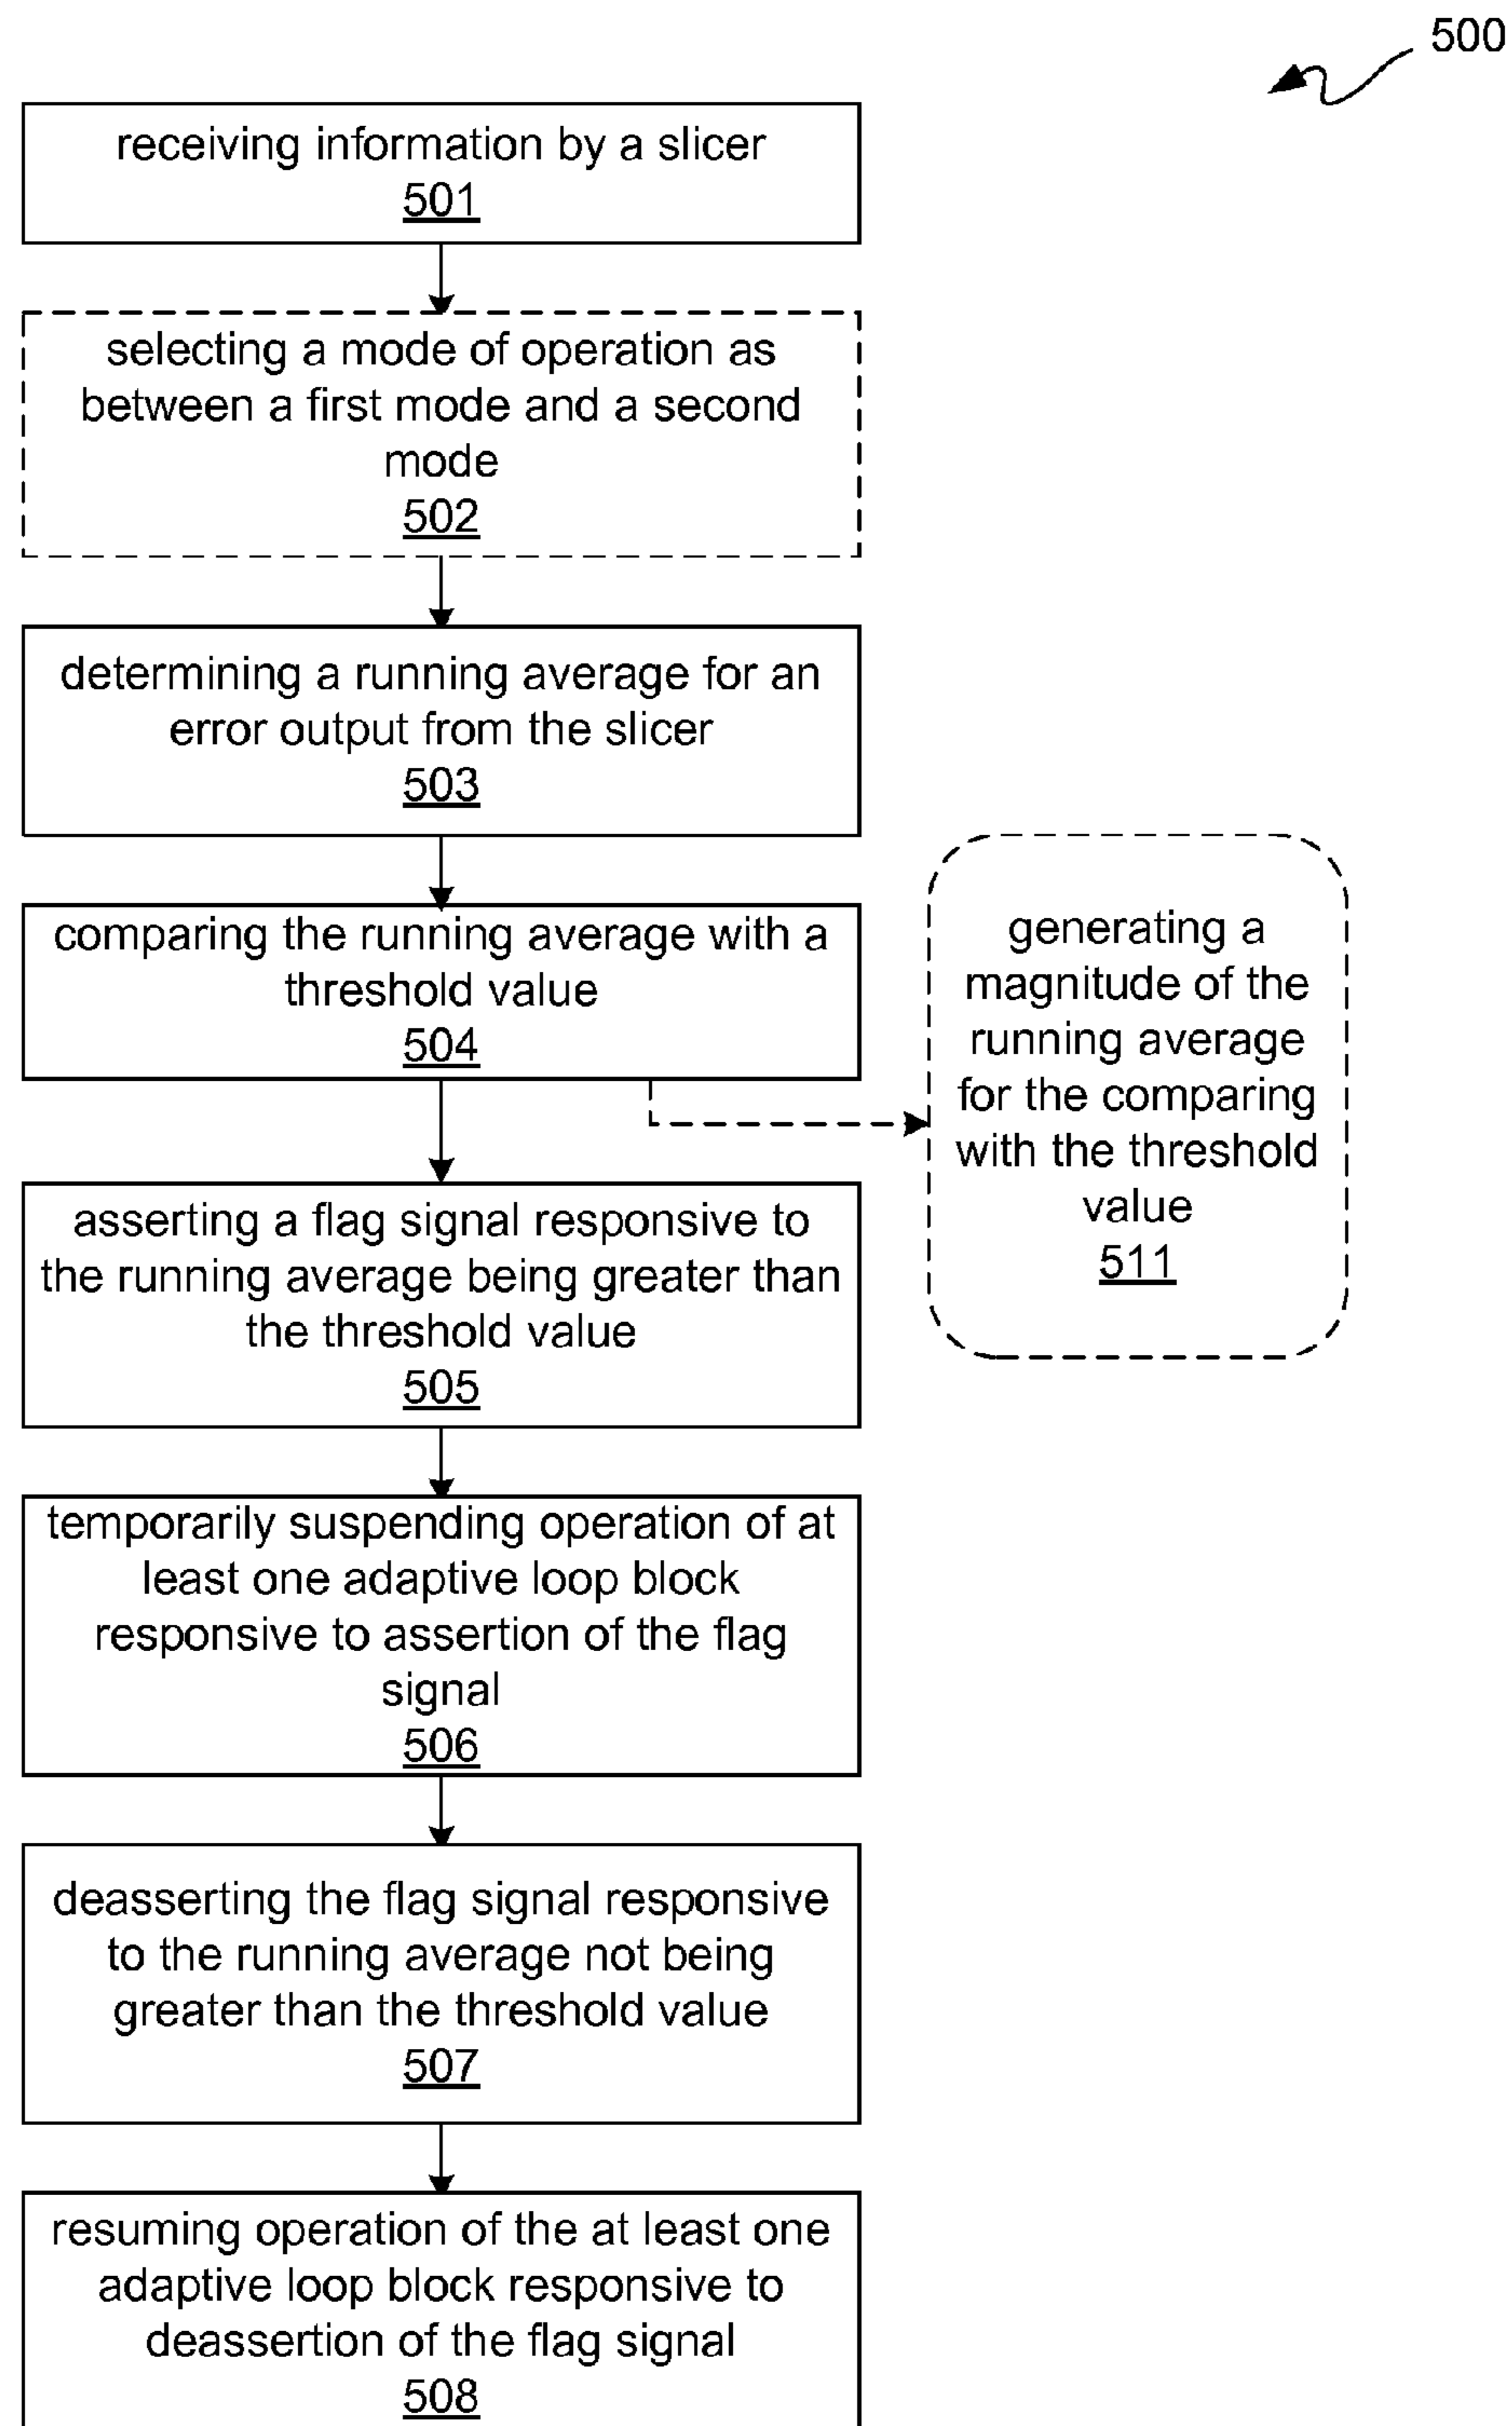 500
receiving information by a slicer
501
selecting a mode of operation as
between a first mode and a second
mode
502
determining a running average for an
error output from the slicer
503
comparing the running average with a
threshold value
504
generating a
magnitude of the
running average
for the comparing
with the threshold
value
511
asserting a flag signal responsive to
the running average being greater than
the threshold value
505
temporarily suspending operation of at
least one adaptive loop block
responsive to assertion of the flag
signal
506
deasserting the flag signal responsive
to the running average not being
greater than the threshold value
507
resuming operation of the at least one
adaptive loop block responsive to
deassertion of the flag signal
508